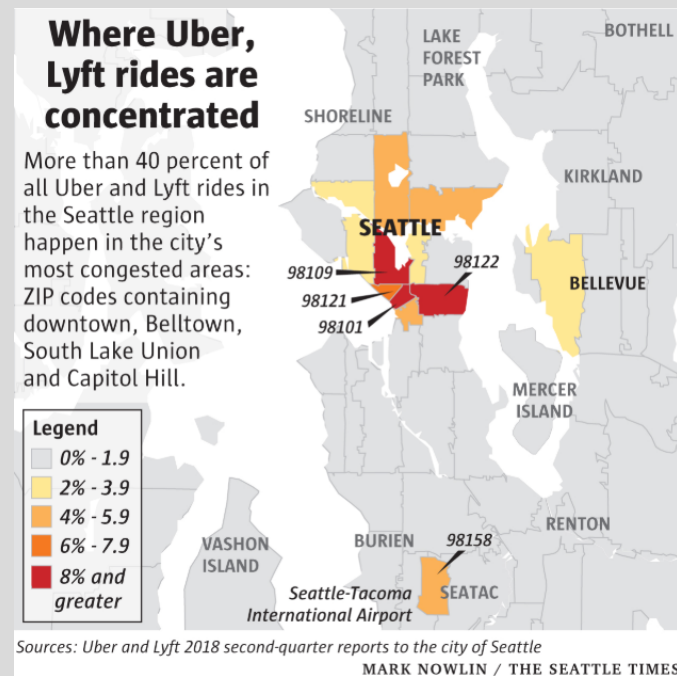 Where Uber,
Lyft rides are
concentrated
More than 40 percent of
all Uber and Lyft rides in
the Seattle region
happen in the city's
most congested areas:
ZIP codes containing
downtown, Belltown,
South Lake Union
and Capitol Hill.
Legend
0% - 1.9
2% - 3.9
4% - 5.9
6% - 7.9
8% and
greater
LAKE
FOREST
PARK
BOTHELL
SHORELINE
KIRKLAND
SEATTLE
98109
98122
98121
98101
BELLEVUE
MERCER
ISLAND
RENTON
VASHON
ISLAND
BURIEN
98158
Seattle-Tacoma
International Airport
SEATAC
Sources: Uber and Lyft 2018 second-quarter reports to the city of Seattle
MARK NOWLIN / THE SEATTLE TIMES